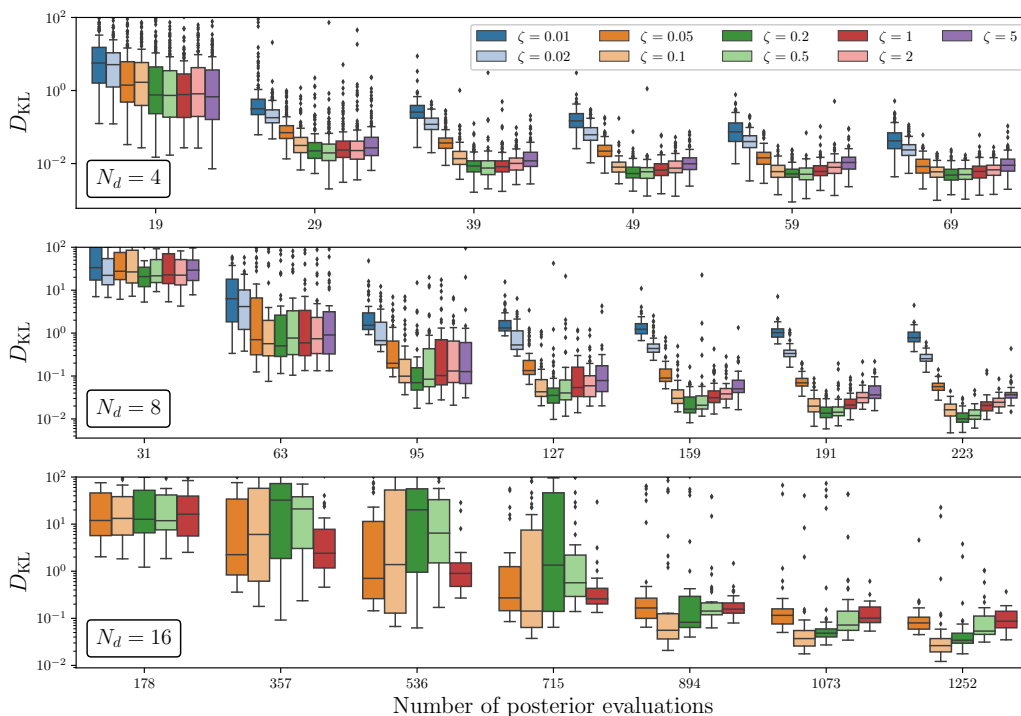 10^2
10^0
10^{-2}
D_KL
N_d = 4
ζ = 0.01
ζ = 0.02
ζ = 0.05
ζ = 0.1
ζ = 0.2
ζ = 0.5
ζ = 1
ζ = 2
ζ = 5
19 29 39 49 59 69
10^2
10^1
10^0
10^{-1}
10^{-2}
D_KL
N_d = 8
31 63 95 127 159 191 223
10^2
10^1
10^0
10^{-1}
10^{-2}
D_KL
N_d = 16
178 357 536 715 894 1073 1252
Number of posterior evaluations